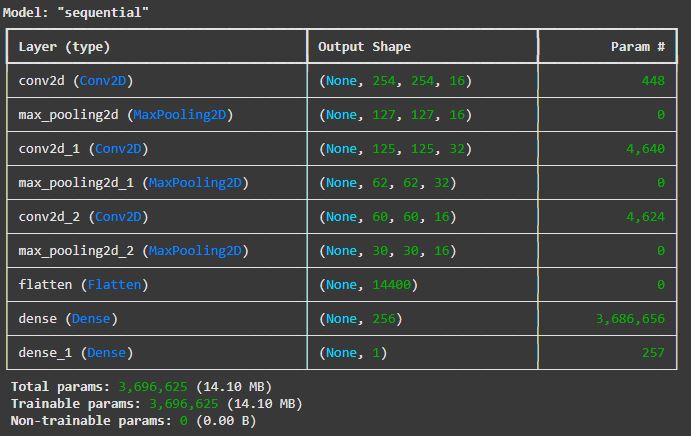 Model: "sequential"
Layer (type) Output Shape Param #
conv2d (Conv2D) (None, 254, 254, 16) 448
max_pooling2d (MaxPooling2D) (None, 127, 127, 16) 0
conv2d_1 (Conv2D) (None, 125, 125, 32) 4,640
max_pooling2d_1 (MaxPooling2D) (None, 62, 62, 32) 0
conv2d_2 (Conv2D) (None, 60, 60, 16) 4,624
max_pooling2d_2 (MaxPooling2D) (None, 30, 30, 16) 0
flatten (Flatten) (None, 14400) 0
dense (Dense) (None, 256) 3,686,656
dense_1 (Dense) (None, 1) 257
Total params: 3,696,625 (14.10 MB)
Trainable params: 3,696,625 (14.10 MB)
Non-trainable params: 0 (0.00 B)